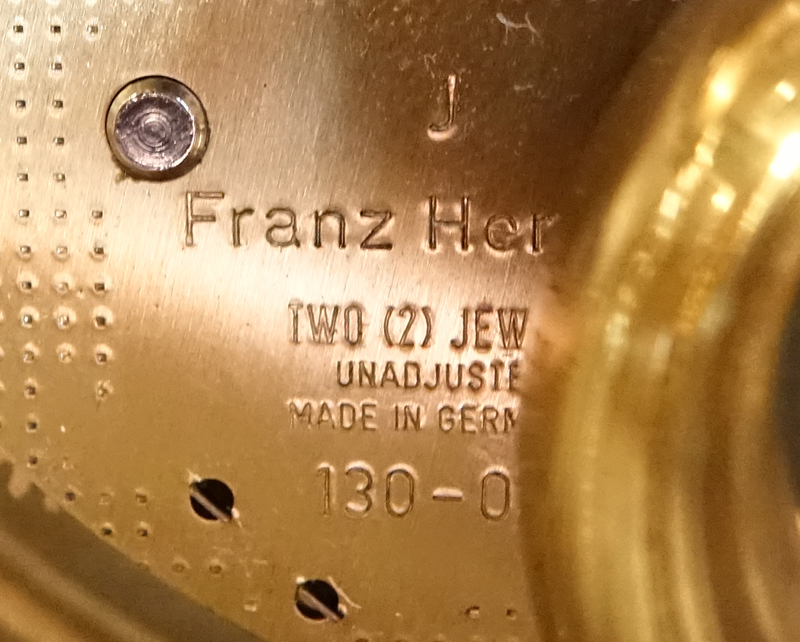 J
Franz Her
TWO (2) JEW
UNADJUSTE
MADE IN GERM
130-0